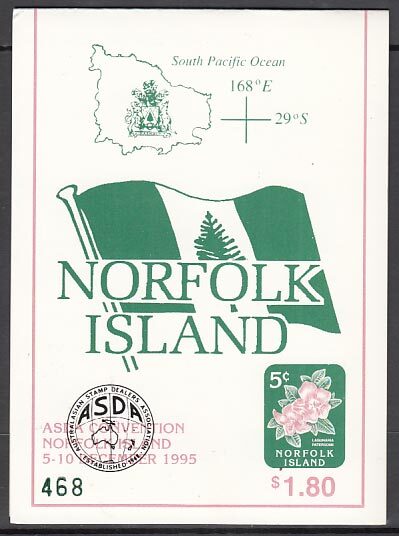 South Pacific Ocean
168° E
29° S
NORFOLK
ISLAND
5c
LAGUNARIA
PATERSONII
NORFOLK
ISLAND
$1.80
AUSTRALASIAN STAMP DEALERS ASSOCIATION
ASDA
ESTABLISHED 1948
ASDA CONVENTION
NORFOLK ISLAND
5-10 DECEMBER 1995
468